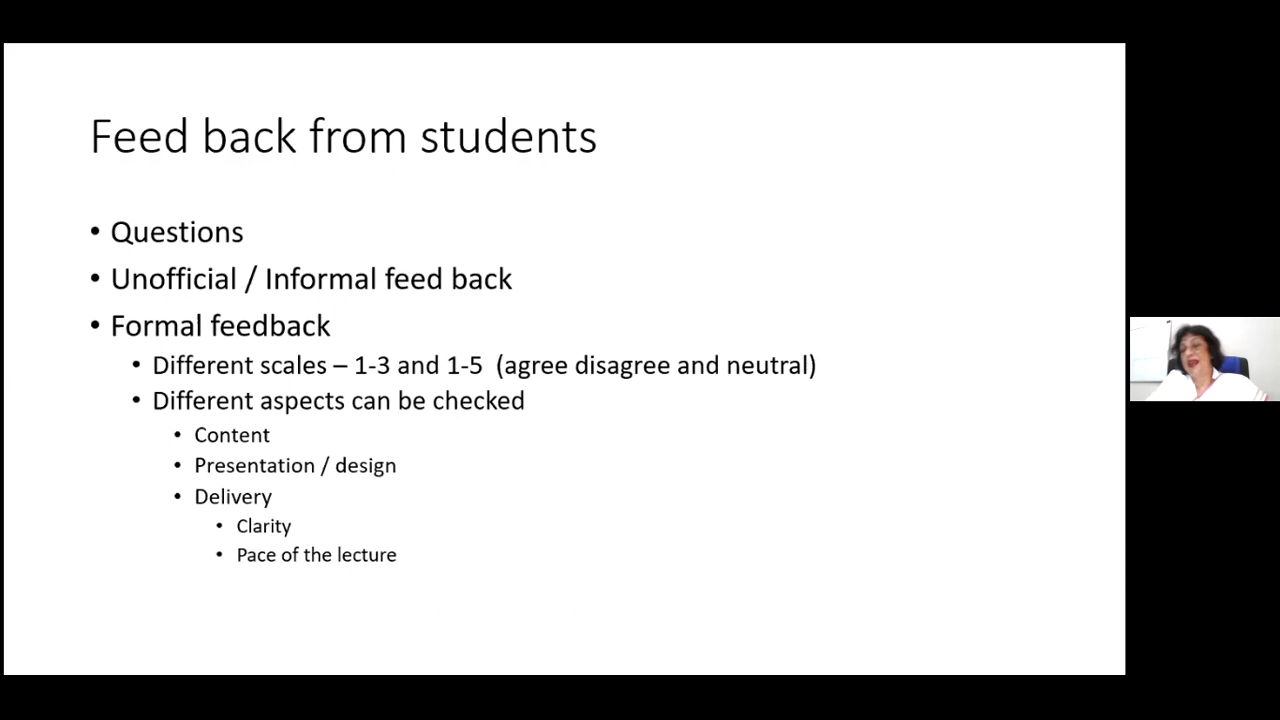 Feed back from students
• Questions
• Unofficial / Informal feed back
• Formal feedback
• Different scales – 1-3 and 1-5  (agree disagree and neutral)
• Different aspects can be checked
• Content
• Presentation / design
• Delivery
• Clarity
• Pace of the lecture